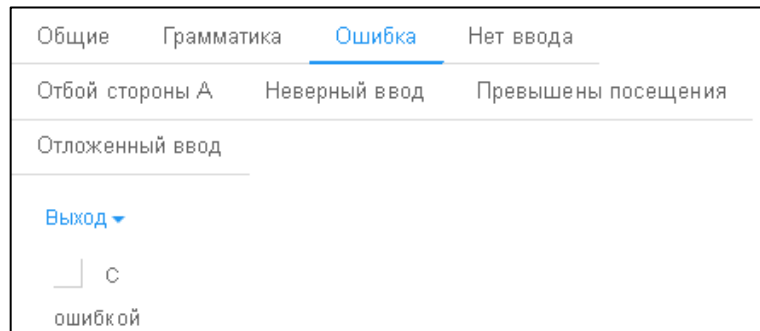 Общие Грамматика Ошибка Нет ввода
Отбой стороны А Неверный ввод Превышены посещения
Отложенный ввод
Выход
С
ошибкой